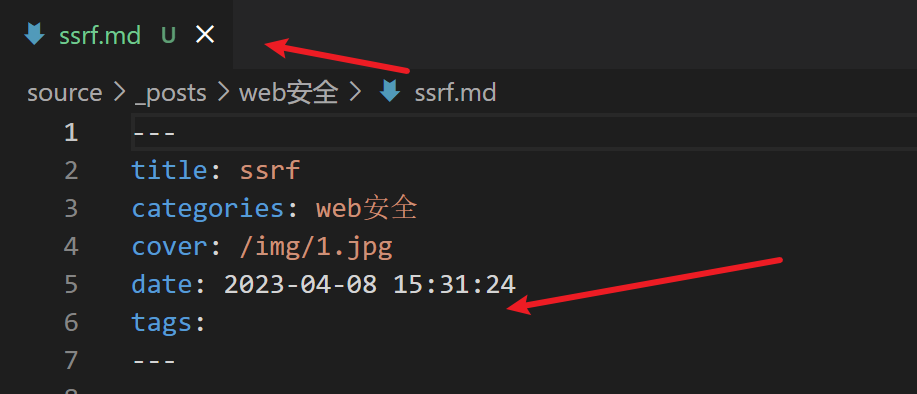 ssrf.md U
source > _posts > web安全 > ssrf.md
1 ---
2 title: ssrf
3 categories: web安全
4 cover: /img/1.jpg
5 date: 2023-04-08 15:31:24
6 tags:
7 ---